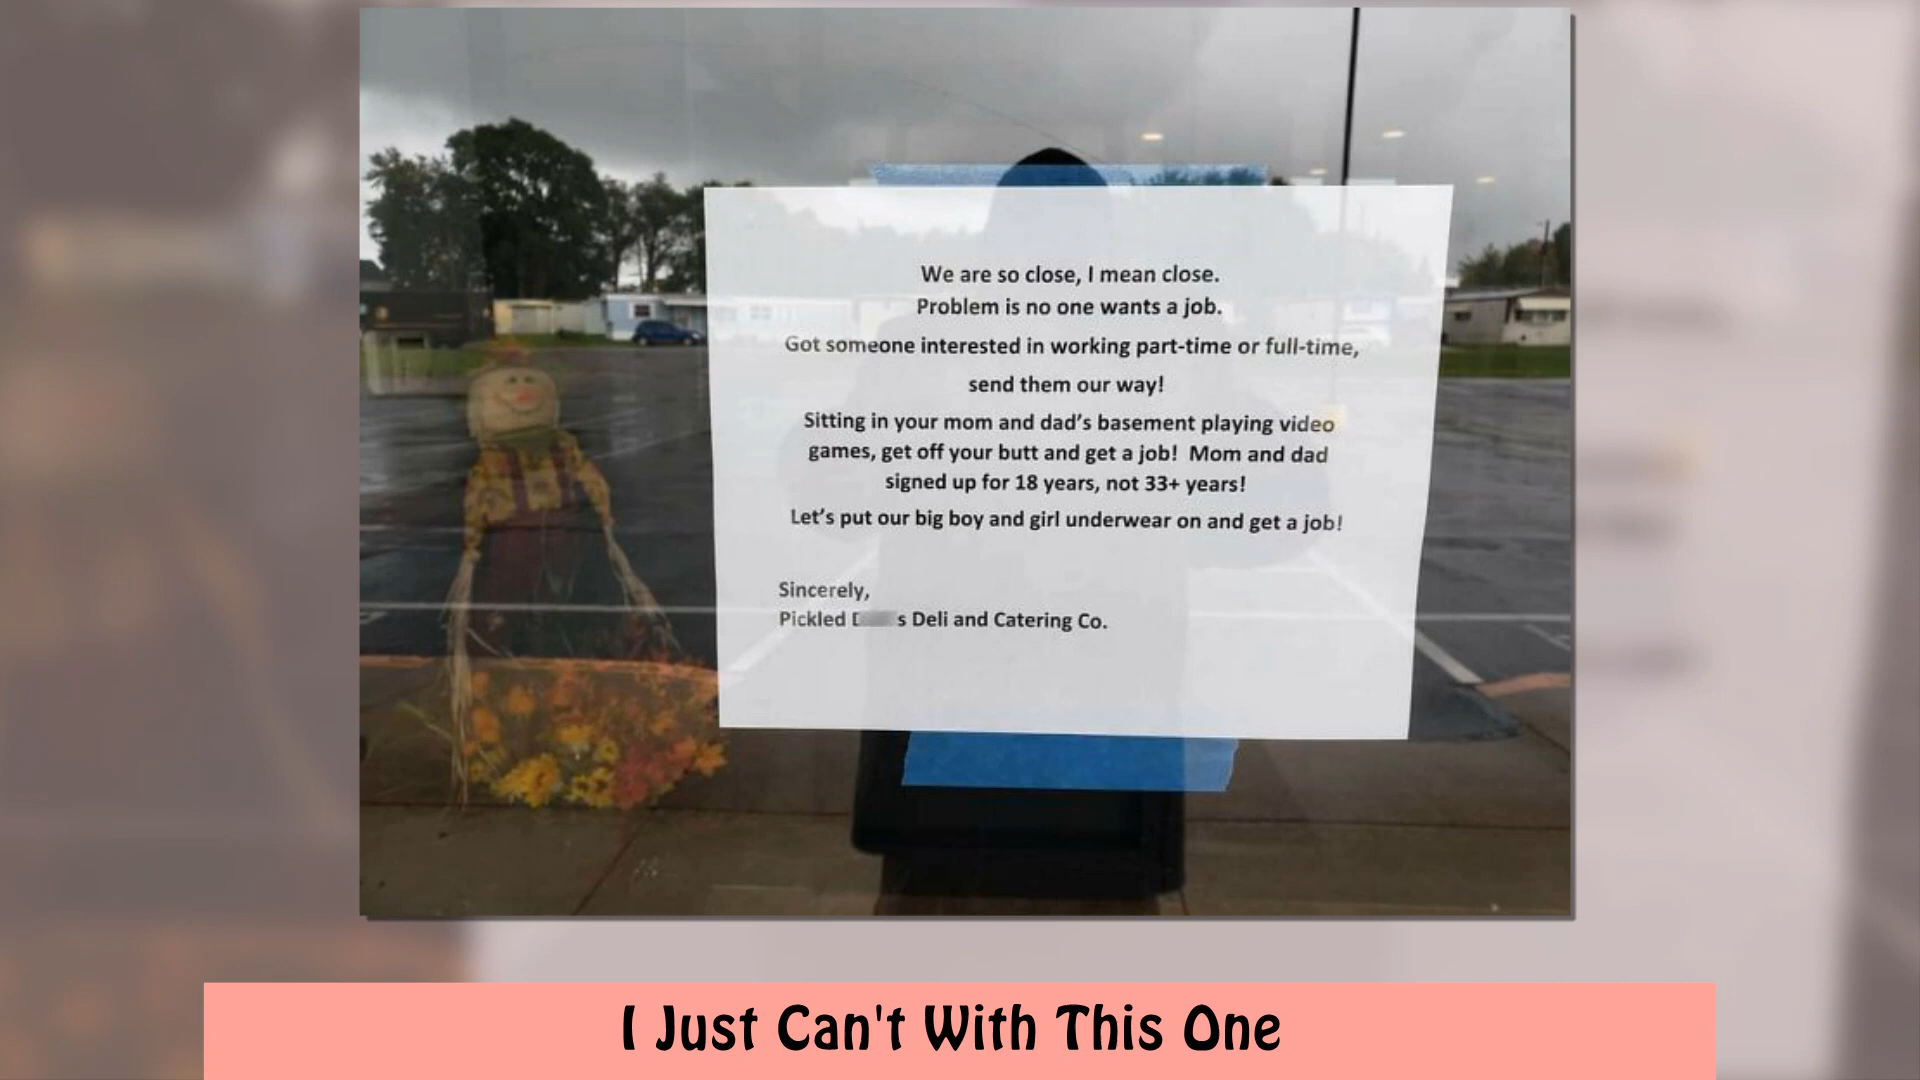 We are so close, I mean close.
Problem is no one wants a job.
Got someone interested in working part-time or full-time,
send them our way!
Sitting in your mom and dad's basement playing video
games, get off your butt and get a job! Mom and dad
signed up for 18 years, not 33+ years!
Let's put our big boy and girl underwear on and get a job!
Sincerely,
Pickled Deli and Catering Co.
I Just Can't With This One